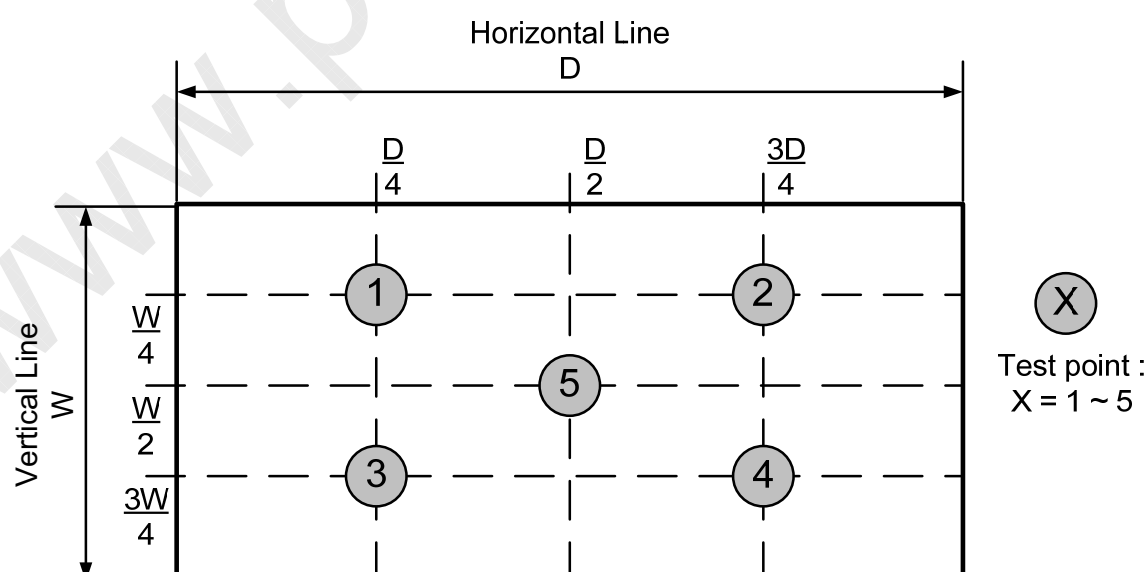 Horizontal Line
D
D/4 D/2 3D/4
1 2
W/4
5
W/2
3 4
3W/4
Vertical Line
W
X
Test point :
X = 1 ~ 5
www.p